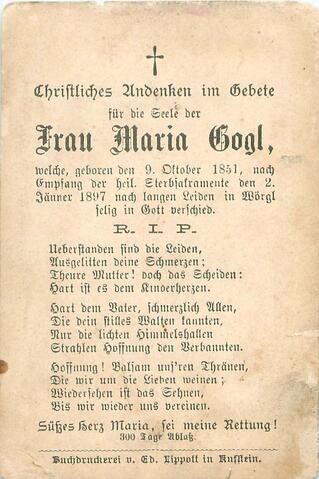 Christliches Andenken im Gebete
für die Seele der
Frau Maria Gogl,
welche, geboren den 9. Oktober 1851, nach
Empfang der heil. Sterbsakramente den 2.
Jänner 1897 nach langen Leiden in Wörgl
selig in Gott verschied.
R. I. P.
Ueberstanden sind die Leiden,
Ausgelitten deine Schmerzen;
Theure Mutter! doch das Scheiden:
Hart ist es dem Kinderherzen.
Hart dem Vater, schmerzlich Allen,
Die dein stilles Walten kannten,
Nur die lichten Himmelshallen
Strahlen Hoffnung den Verbannten.
Hoffnung! Balsam uns'ren Thränen,
Die wir um die Lieben weinen;
Wiedersehen ist das Sehnen,
Bis wir wieder uns vereinen.
Süßes Herz Maria, sei meine Rettung!
300 Tage Ablaß.
Buchdruckerei v. Ed. Lippott in Kufstein.